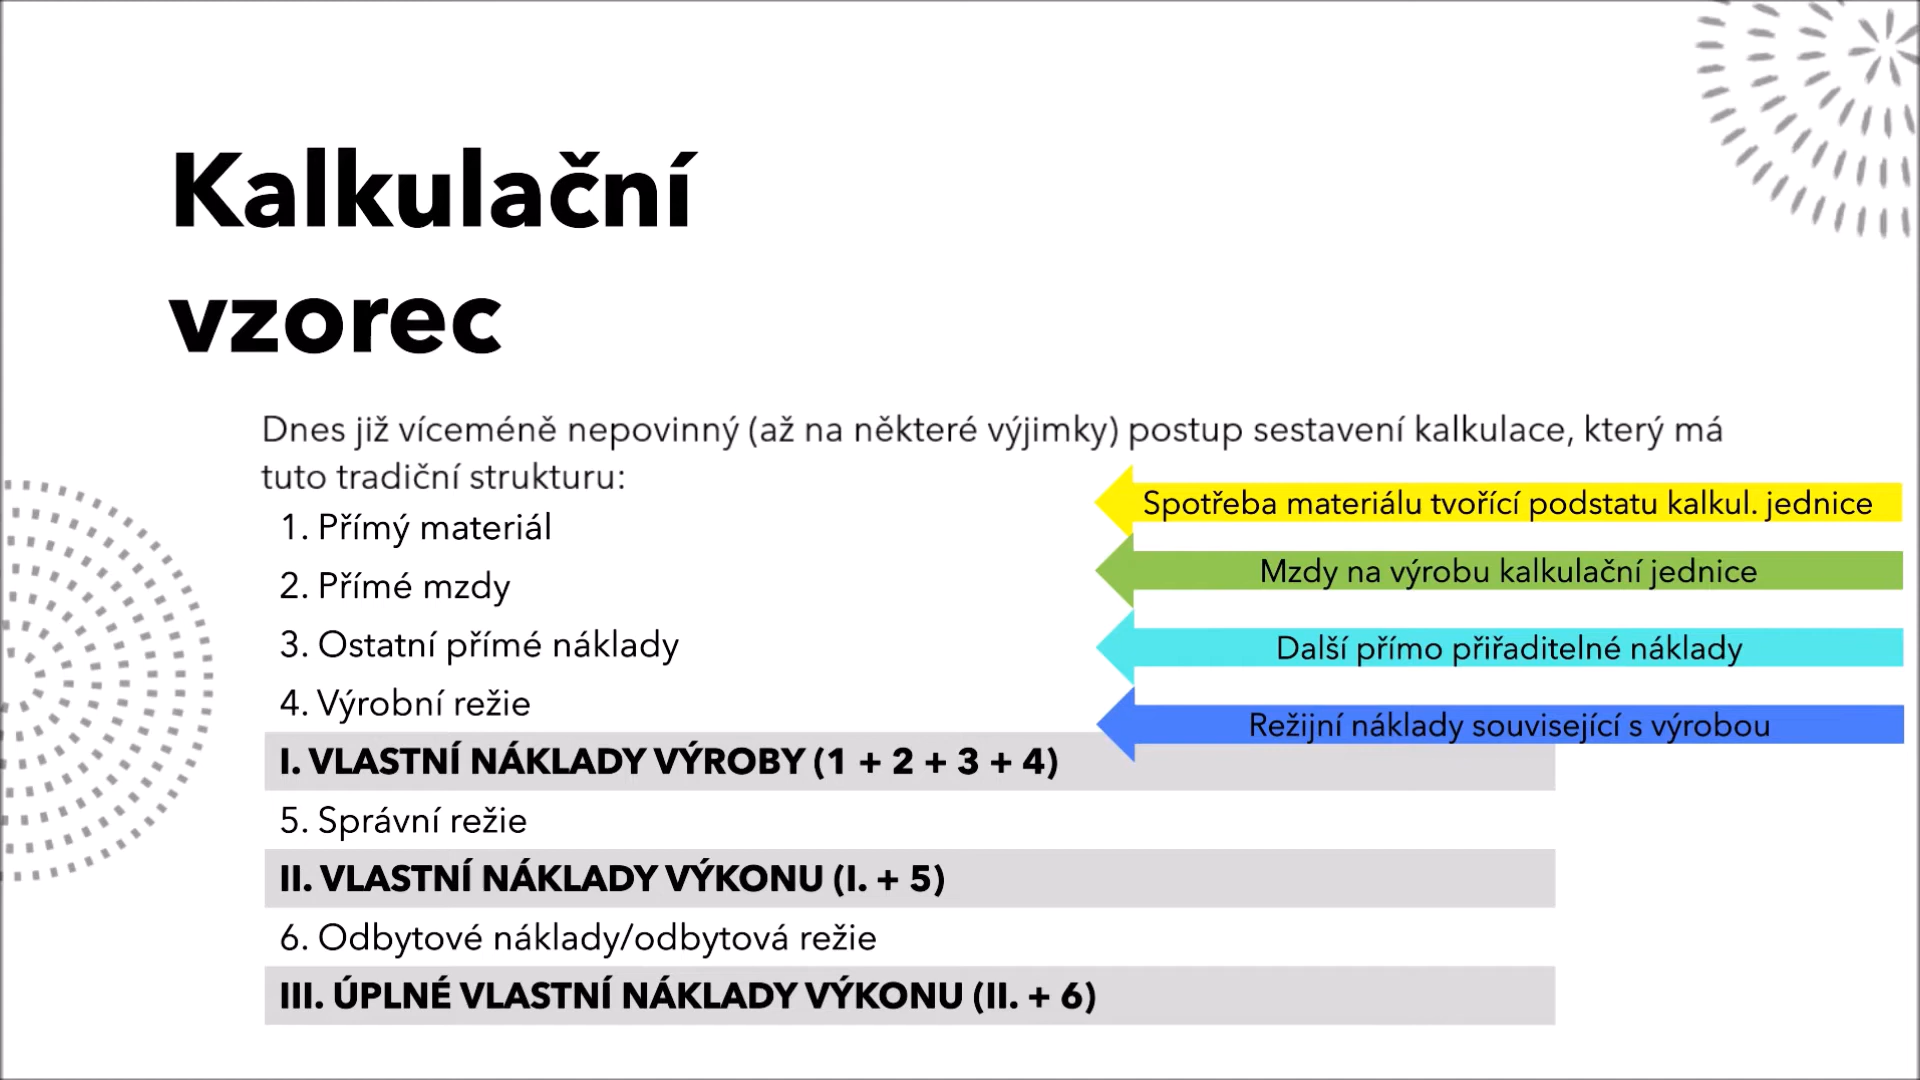 Kalkulační
vzorec
Dnes již víceméně nepovinný (až na některé výjimky) postup sestavení kalkulace, který má
tuto tradiční strukturu:
1. Přímý materiál
Spotřeba materiálu tvořící podstatu kalkul. jednice
2. Přímé mzdy
Mzdy na výrobu kalkulační jednice
3. Ostatní přímé náklady
Další přímo přiřaditelné náklady
4. Výrobní režie
Režijní náklady související s výrobou
I. VLASTNÍ NÁKLADY VÝROBY (1 + 2 + 3 + 4)
5. Správní režie
II. VLASTNÍ NÁKLADY VÝKONU (I. + 5)
6. Odbytové náklady/odbytová režie
III. ÚPLNÉ VLASTNÍ NÁKLADY VÝKONU (II. + 6)